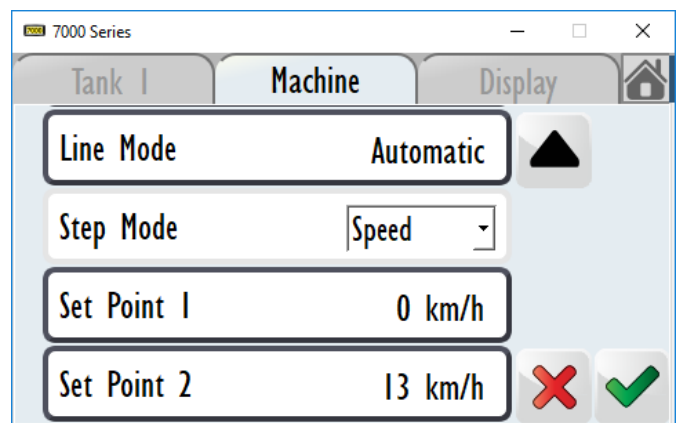 7000 7000 Series
Tank 1 Machine Display
Line Mode Automatic
Step Mode Speed
Set Point 1 0 km/h
Set Point 2 13 km/h